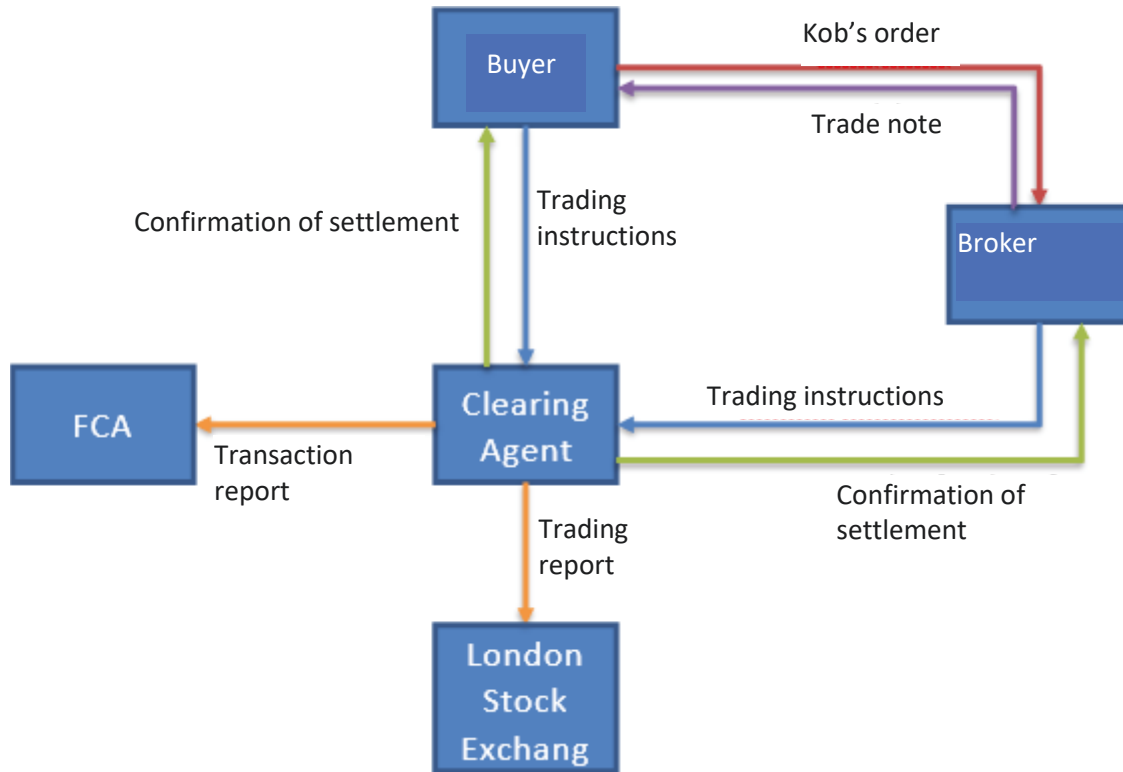 Kob's order
Buyer
Trade note
Confirmation of settlement
Trading
instructions
Broker
FCA
Clearing
Agent
Trading instructions
Transaction
report
Confirmation of
settlement
Trading
report
London
Stock
Exchang